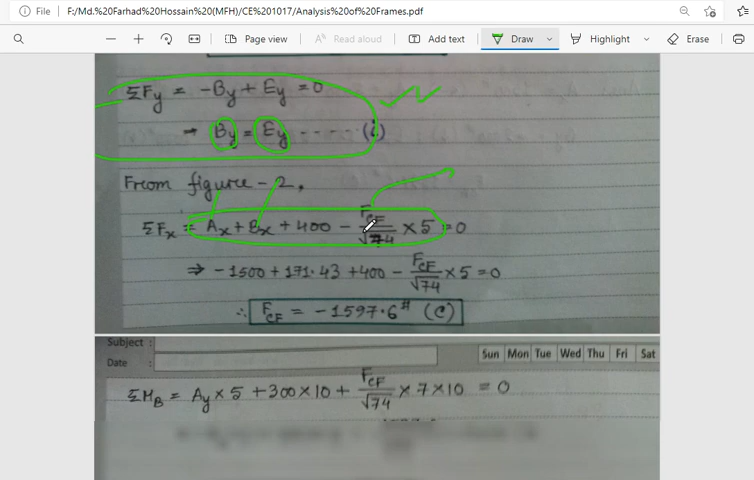 File | F:/Md.%20Farhad%20Hossain%20(MFH)/CE%201017/Analysis%20of%20Frames.pdf
Page view | Read aloud | Add text | Draw | Highlight | Erase
ΣFy = -By + Ey = 0
⇒ By = Ey ---- (i)
From figure-2,
ΣFx = Ax + Bx + 400 - FCF/√74 × 5 = 0
⇒ -1500 + 171.43 + 400 - FCF/√74 × 5 = 0
∴ FCF = -1597.6# (C)
Subject :
Date : Sun Mon Tue Wed Thu Fri Sat
ΣMB = Ay × 5 + 300 × 10 + FCF/√74 × 7 × 10 = 0